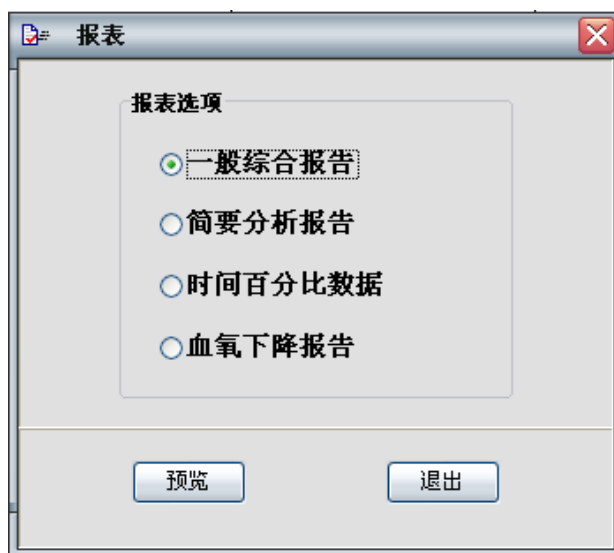 报表
报表选项
一般综合报告
简要分析报告
时间百分比数据
血氧下降报告
预览
退出